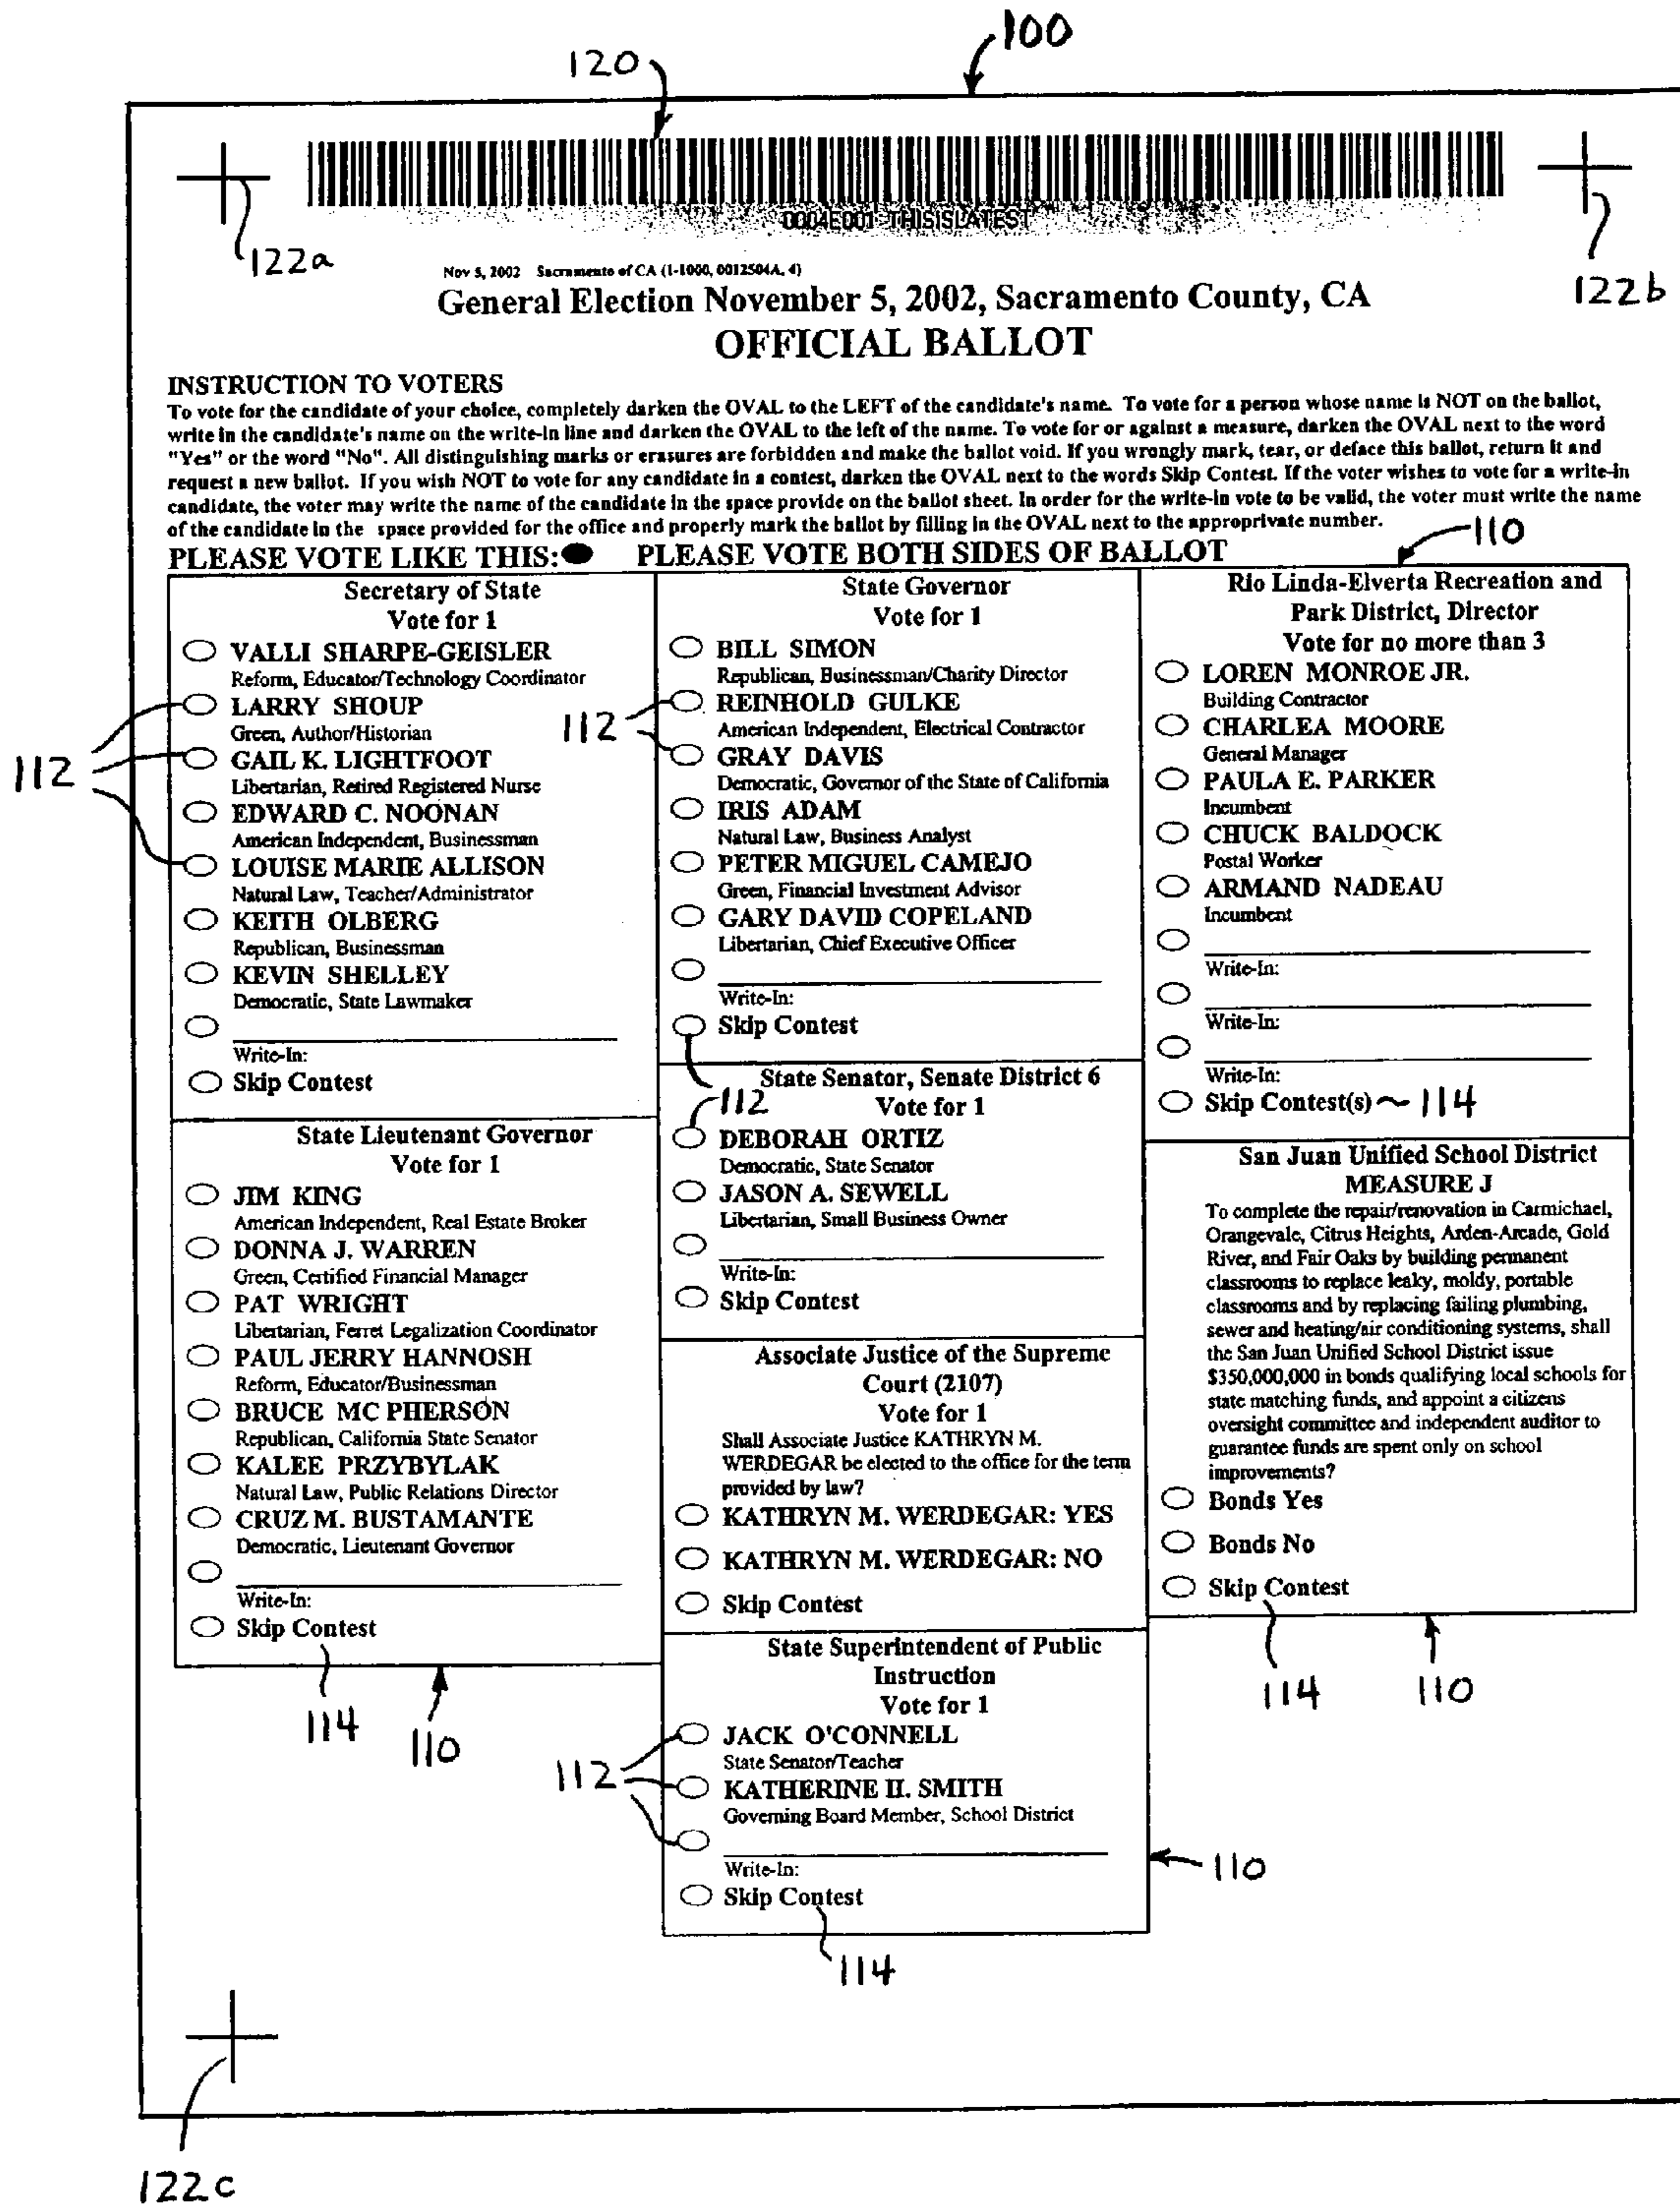 100
120
0004E001 THISISLATEST
122a
122b
Nov 5, 2002 Sacramento of CA (1-1000, 0012504A, 4)
General Election November 5, 2002, Sacramento County, CA
OFFICIAL BALLOT
INSTRUCTION TO VOTERS
To vote for the candidate of your choice, completely darken the OVAL to the LEFT of the candidate's name. To vote for a person whose name is NOT on the ballot,
write in the candidate's name on the write-in line and darken the OVAL to the left of the name. To vote for or against a measure, darken the OVAL next to the word
"Yes" or the word "No". All distinguishing marks or erasures are forbidden and make the ballot void. If you wrongly mark, tear, or deface this ballot, return it and
request a new ballot. If you wish NOT to vote for any candidate in a contest, darken the OVAL next to the words Skip Contest. If the voter wishes to vote for a write-in
candidate, the voter may write the name of the candidate in the space provide on the ballot sheet. In order for the write-in vote to be valid, the voter must write the name
of the candidate in the space provided for the office and properly mark the ballot by filling in the OVAL next to the approprivate number.
110
PLEASE VOTE LIKE THIS: PLEASE VOTE BOTH SIDES OF BALLOT
Secretary of State
Vote for 1
VALLI SHARPE-GEISLER
Reform, Educator/Technology Coordinator
LARRY SHOUP
Green, Author/Historian
112
GAIL K. LIGHTFOOT
Libertarian, Retired Registered Nurse
EDWARD C. NOONAN
American Independent, Businessman
LOUISE MARIE ALLISON
Natural Law, Teacher/Administrator
KEITH OLBERG
Republican, Businessman
KEVIN SHELLEY
Democratic, State Lawmaker
Write-In:
Skip Contest
State Lieutenant Governor
Vote for 1
JIM KING
American Independent, Real Estate Broker
DONNA J. WARREN
Green, Certified Financial Manager
PAT WRIGHT
Libertarian, Ferret Legalization Coordinator
PAUL JERRY HANNOSH
Reform, Educator/Businessman
BRUCE MC PHERSON
Republican, California State Senator
KALEE PRZYBYLAK
Natural Law, Public Relations Director
CRUZ M. BUSTAMANTE
Democratic, Lieutenant Governor
Write-In:
Skip Contest
114
110
State Governor
Vote for 1
BILL SIMON
Republican, Businessman/Charity Director
REINHOLD GULKE
American Independent, Electrical Contractor
112
GRAY DAVIS
Democratic, Governor of the State of California
IRIS ADAM
Natural Law, Business Analyst
PETER MIGUEL CAMEJO
Green, Financial Investment Advisor
GARY DAVID COPELAND
Libertarian, Chief Executive Officer
Write-In:
Skip Contest
State Senator, Senate District 6
112
Vote for 1
DEBORAH ORTIZ
Democratic, State Senator
JASON A. SEWELL
Libertarian, Small Business Owner
Write-In:
Skip Contest
Associate Justice of the Supreme
Court (2107)
Vote for 1
Shall Associate Justice KATHRYN M.
WERDEGAR be elected to the office for the term
provided by law?
KATHRYN M. WERDEGAR: YES
KATHRYN M. WERDEGAR: NO
Skip Contest
State Superintendent of Public
Instruction
Vote for 1
JACK O'CONNELL
State Senator/Teacher
112
KATHERINE H. SMITH
Governing Board Member, School District
Write-In:
110
Skip Contest
114
Rio Linda-Elverta Recreation and
Park District, Director
Vote for no more than 3
LOREN MONROE JR.
Building Contractor
CHARLEA MOORE
General Manager
PAULA E. PARKER
Incumbent
CHUCK BALDOCK
Postal Worker
ARMAND NADEAU
Incumbent
Write-In:
Write-In:
Write-In:
Skip Contest(s) 114
San Juan Unified School District
MEASURE J
To complete the repair/renovation in Carmichael,
Orangevale, Citrus Heights, Arden-Arcade, Gold
River, and Fair Oaks by building permanent
classrooms to replace leaky, moldy, portable
classrooms and by replacing failing plumbing,
sewer and heating/air conditioning systems, shall
the San Juan Unified School District issue
$350,000,000 in bonds qualifying local schools for
state matching funds, and appoint a citizens
oversight committee and independent auditor to
guarantee funds are spent only on school
improvements?
Bonds Yes
Bonds No
Skip Contest
114
110
122c